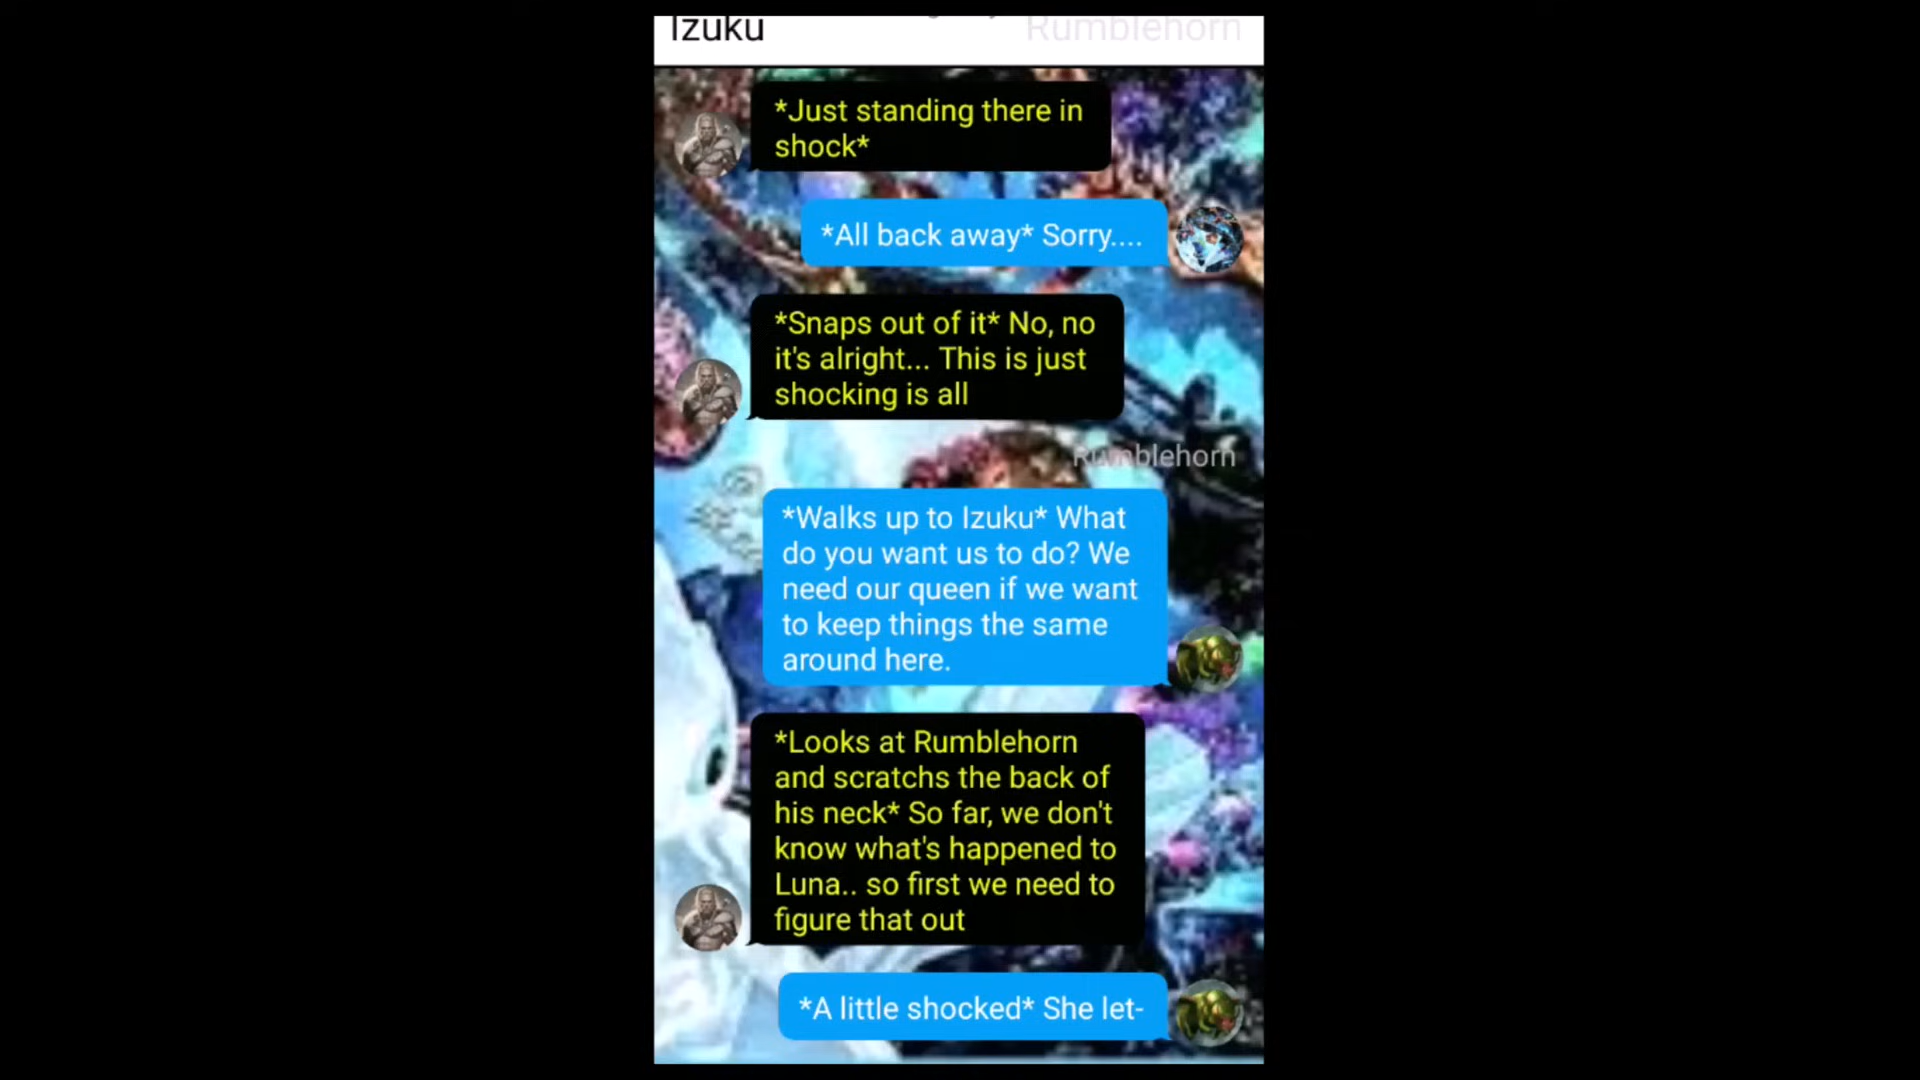 Izuku
Rumblehorn
*Just standing there in
shock*
*All back away* Sorry....
*Snaps out of it* No, no
it's alright... This is just
shocking is all
Rumblehorn
*Walks up to Izuku* What
do you want us to do? We
need our queen if we want
to keep things the same
around here.
*Looks at Rumblehorn
and scratchs the back of
his neck* So far, we don't
know what's happened to
Luna.. so first we need to
figure that out
*A little shocked* She let-